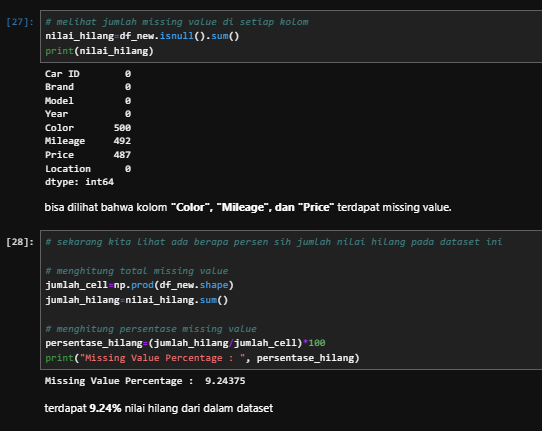 [27]: # melihat jumlah missing value di setiap kolom
nilai_hilang=df_new.isnull().sum()
print(nilai_hilang)
Car ID 0
Brand 0
Model 0
Year 0
Color 500
Mileage 492
Price 487
Location 0
dtype: int64
bisa dilihat bahwa kolom "Color", "Mileage", dan "Price" terdapat missing value.
[28]: # sekarang kita lihat ada berapa persen sih jumlah nilai hilang pada dataset ini
# menghitung total missing value
jumlah_cell=np.prod(df_new.shape)
jumlah_hilang=nilai_hilang.sum()
# menghitung persentase missing value
persentase_hilang=(jumlah_hilang/jumlah_cell)*100
print("Missing Value Percentage : ", persentase_hilang)
Missing Value Percentage :  9.24375
terdapat 9.24% nilai hilang dari dalam dataset